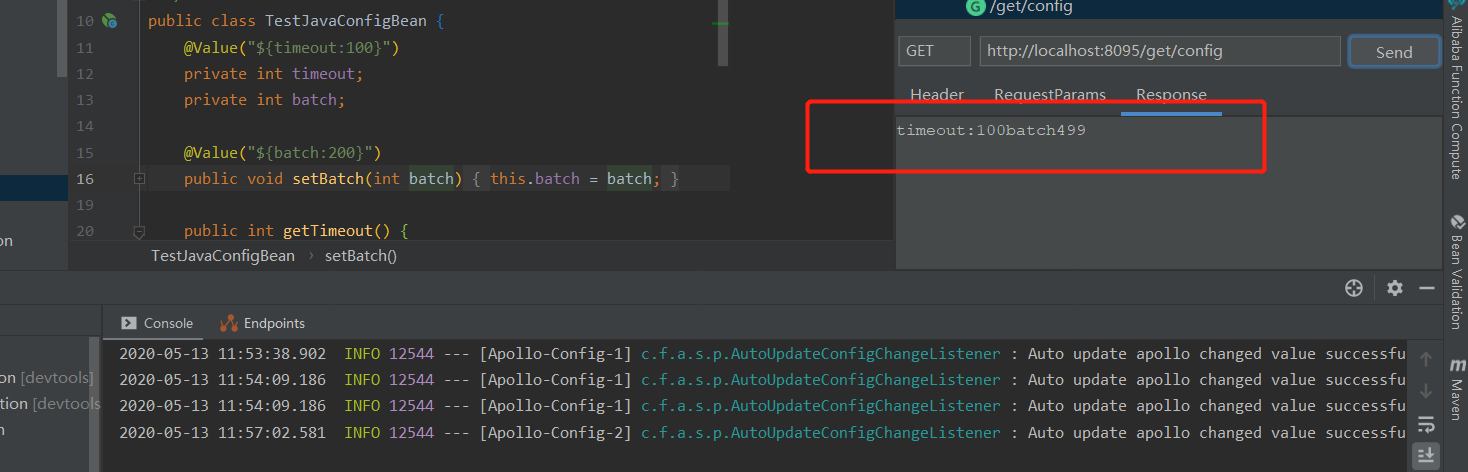 10 public class TestJavaConfigBean {
11 @Value("${timeout:100}")
12 private int timeout;
13 private int batch;
14
15 @Value("${batch:200}")
16 public void setBatch(int batch) { this.batch = batch; }
19
20 public int getTimeout() {
TestJavaConfigBean › setBatch()
G /get/config
GET http://localhost:8095/get/config Send
Header RequestParams Response
timeout:100batch499
Alibaba Function Compute
Bean Validation
m Maven
on
Console Endpoints
on [devtools]
tion [devtools
n
2020-05-13 11:53:38.902 INFO 12544 --- [Apollo-Config-1] c.f.a.s.p.AutoUpdateConfigChangeListener : Auto update apollo changed value successfu
2020-05-13 11:54:09.186 INFO 12544 --- [Apollo-Config-1] c.f.a.s.p.AutoUpdateConfigChangeListener : Auto update apollo changed value successfu
2020-05-13 11:54:09.186 INFO 12544 --- [Apollo-Config-1] c.f.a.s.p.AutoUpdateConfigChangeListener : Auto update apollo changed value successfu
2020-05-13 11:57:02.581 INFO 12544 --- [Apollo-Config-2] c.f.a.s.p.AutoUpdateConfigChangeListener : Auto update apollo changed value successfu